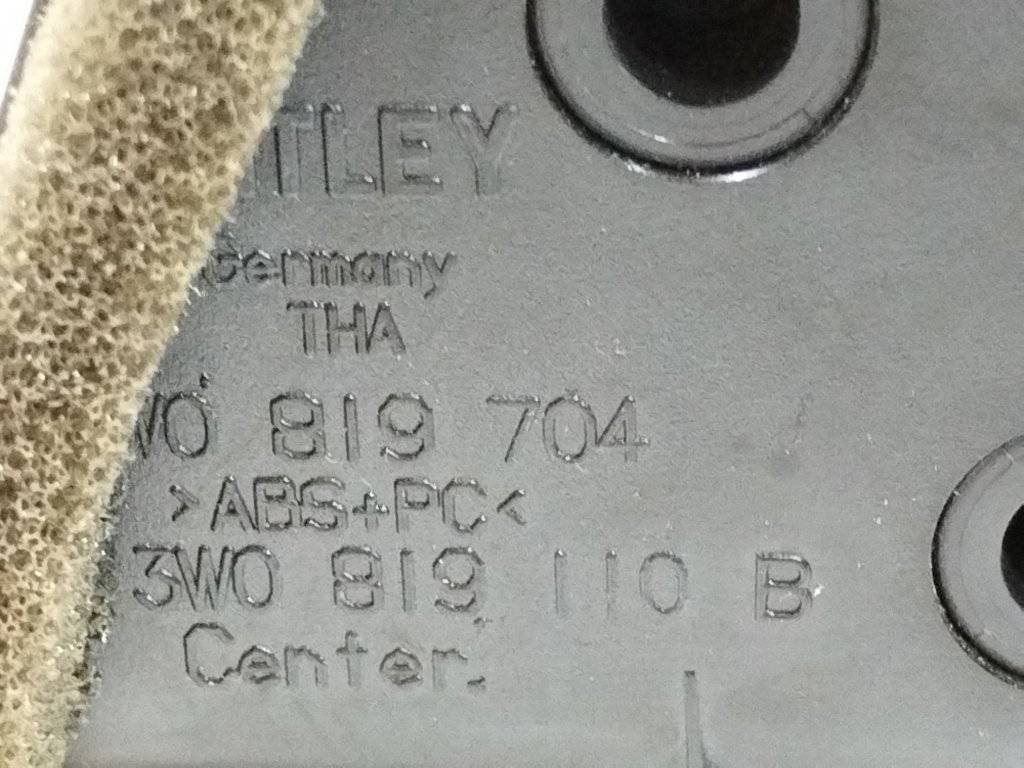 TLEY
Germany
THA
W0 819 704
>ABS+PC<
3W0 819 110 B
Center.